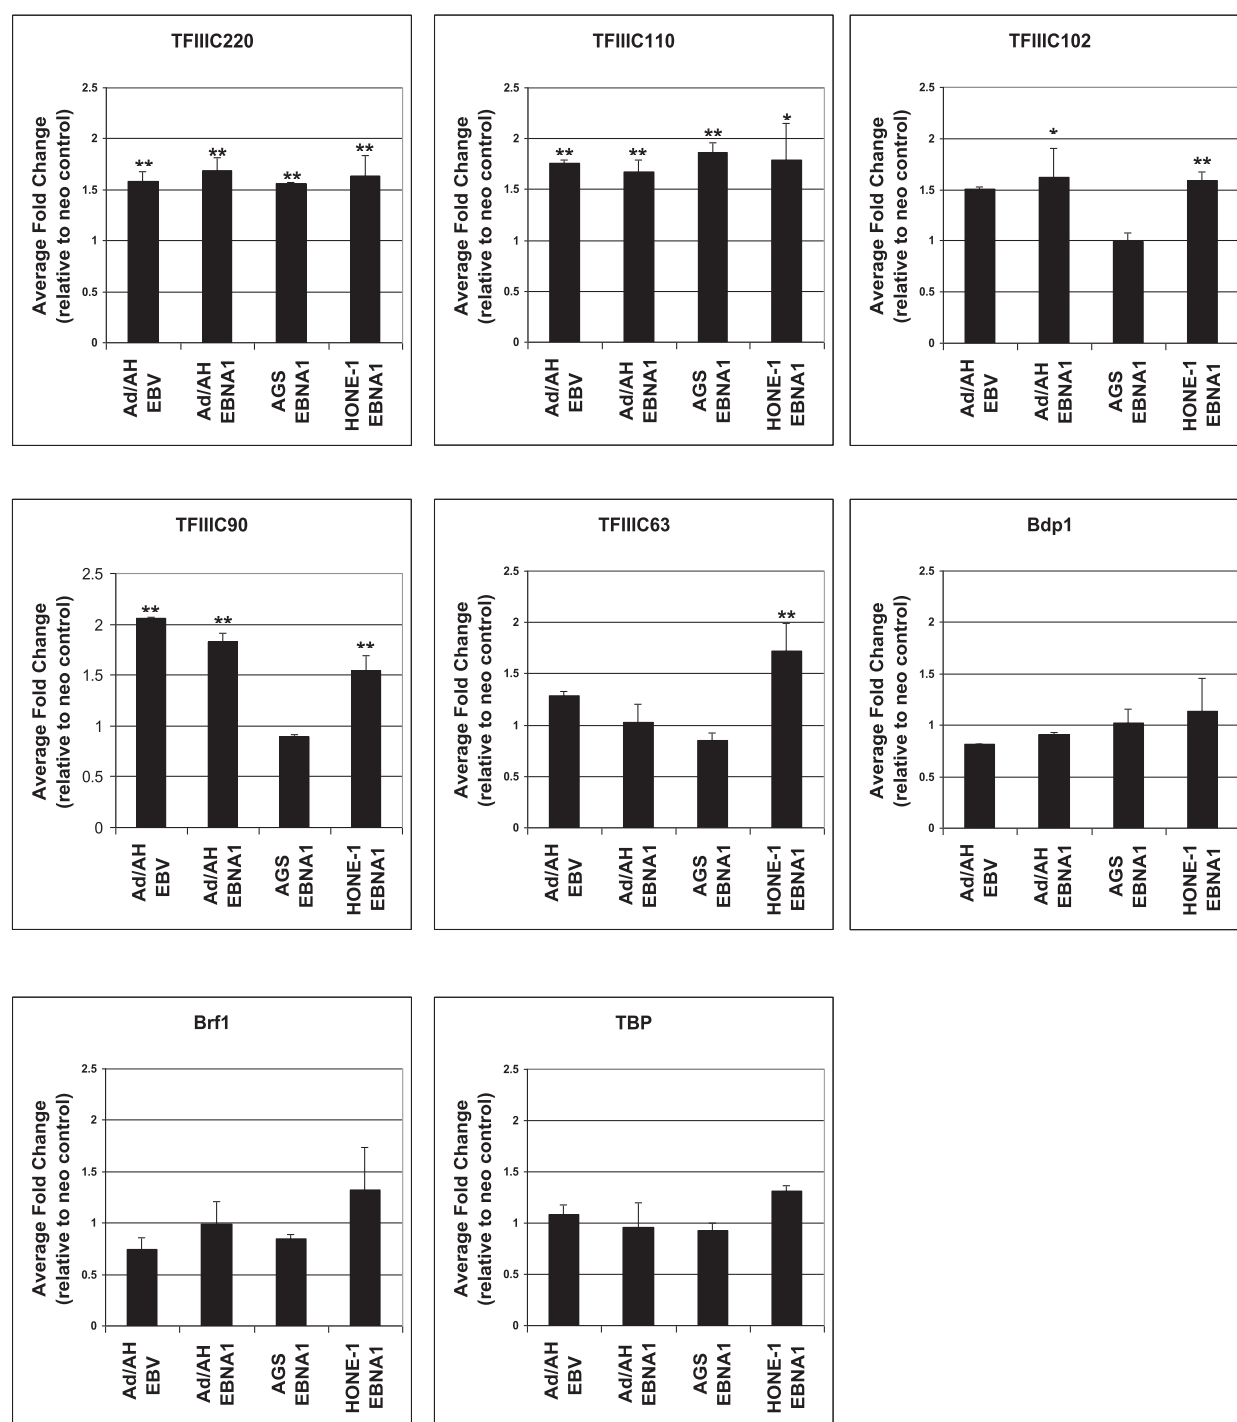 TFIIIC220
Average Fold Change
(relative to neo control)
2.5
2
1.5
1
0.5
0
**
**
**
**
Ad/AH
EBV
Ad/AH
EBNA1
AGS
EBNA1
HONE-1
EBNA1
TFIIIC110
Average Fold Change
(relative to neo control)
2.5
2
1.5
1
0.5
0
**
**
**
*
Ad/AH
EBV
Ad/AH
EBNA1
AGS
EBNA1
HONE-1
EBNA1
TFIIIC102
Average Fold Change
(relative to neo control)
2.5
2
1.5
1
0.5
0
*
**
Ad/AH
EBV
Ad/AH
EBNA1
AGS
EBNA1
HONE-1
EBNA1
TFIIIC90
Average Fold Change
(relative to neo control)
2.5
2
1.5
1
0.5
0
**
**
**
Ad/AH
EBV
Ad/AH
EBNA1
AGS
EBNA1
HONE-1
EBNA1
TFIIIC63
Average Fold Change
(relative to neo control)
2.5
2
1.5
1
0.5
0
**
Ad/AH
EBV
Ad/AH
EBNA1
AGS
EBNA1
HONE-1
EBNA1
Bdp1
Average Fold Change
(relative to neo control)
2.5
2
1.5
1
0.5
0
Ad/AH
EBV
Ad/AH
EBNA1
AGS
EBNA1
HONE-1
EBNA1
Brf1
Average Fold Change
(relative to neo control)
2.5
2
1.5
1
0.5
0
Ad/AH
EBV
Ad/AH
EBNA1
AGS
EBNA1
HONE-1
EBNA1
TBP
Average Fold Change
(relative to neo control)
2.5
2
1.5
1
0.5
0
Ad/AH
EBV
Ad/AH
EBNA1
AGS
EBNA1
HONE-1
EBNA1